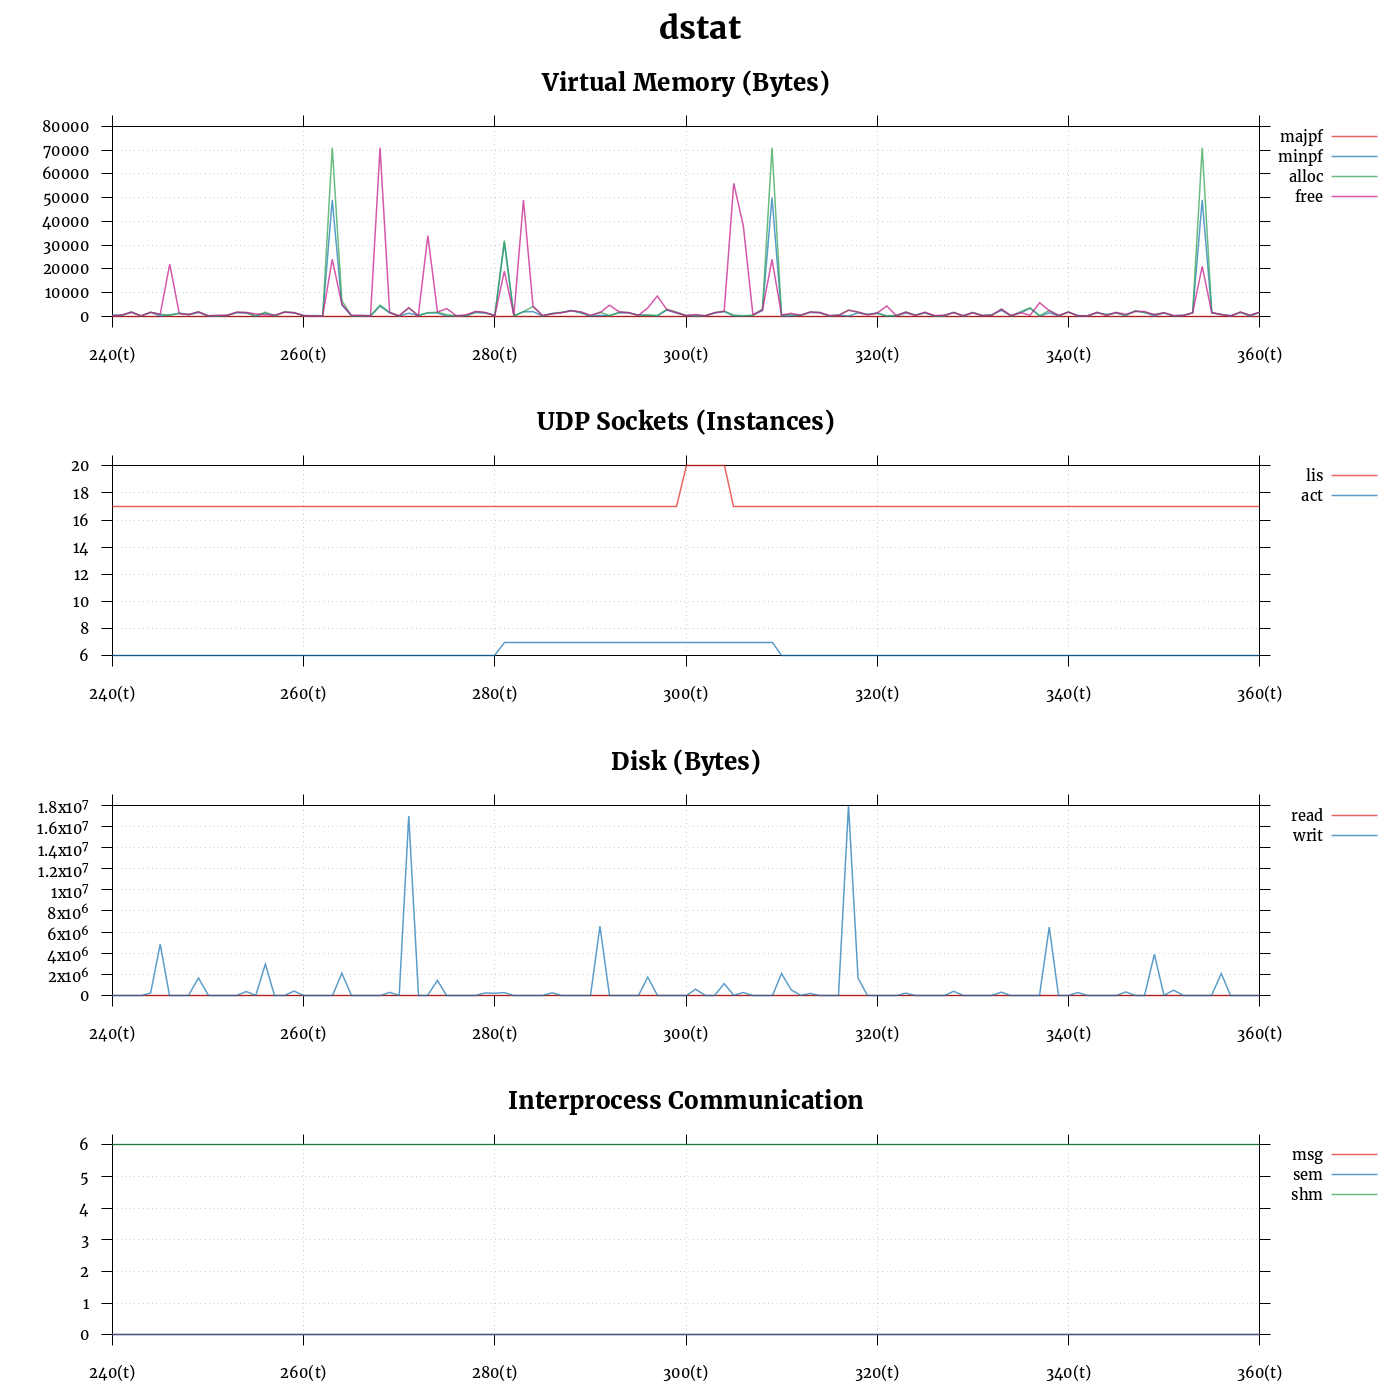 dstat
Virtual Memory (Bytes)
80000
70000
60000
50000
40000
30000
20000
10000
0
240(t) 260(t) 280(t) 300(t) 320(t) 340(t) 360(t)
majpf
minpf
alloc
free
UDP Sockets (Instances)
20
18
16
14
12
10
8
6
240(t) 260(t) 280(t) 300(t) 320(t) 340(t) 360(t)
lis
act
Disk (Bytes)
1.8x10⁷
1.6x10⁷
1.4x10⁷
1.2x10⁷
1x10⁷
8x10⁶
6x10⁶
4x10⁶
2x10⁶
0
240(t) 260(t) 280(t) 300(t) 320(t) 340(t) 360(t)
read
writ
Interprocess Communication
6
5
4
3
2
1
0
240(t) 260(t) 280(t) 300(t) 320(t) 340(t) 360(t)
msg
sem
shm